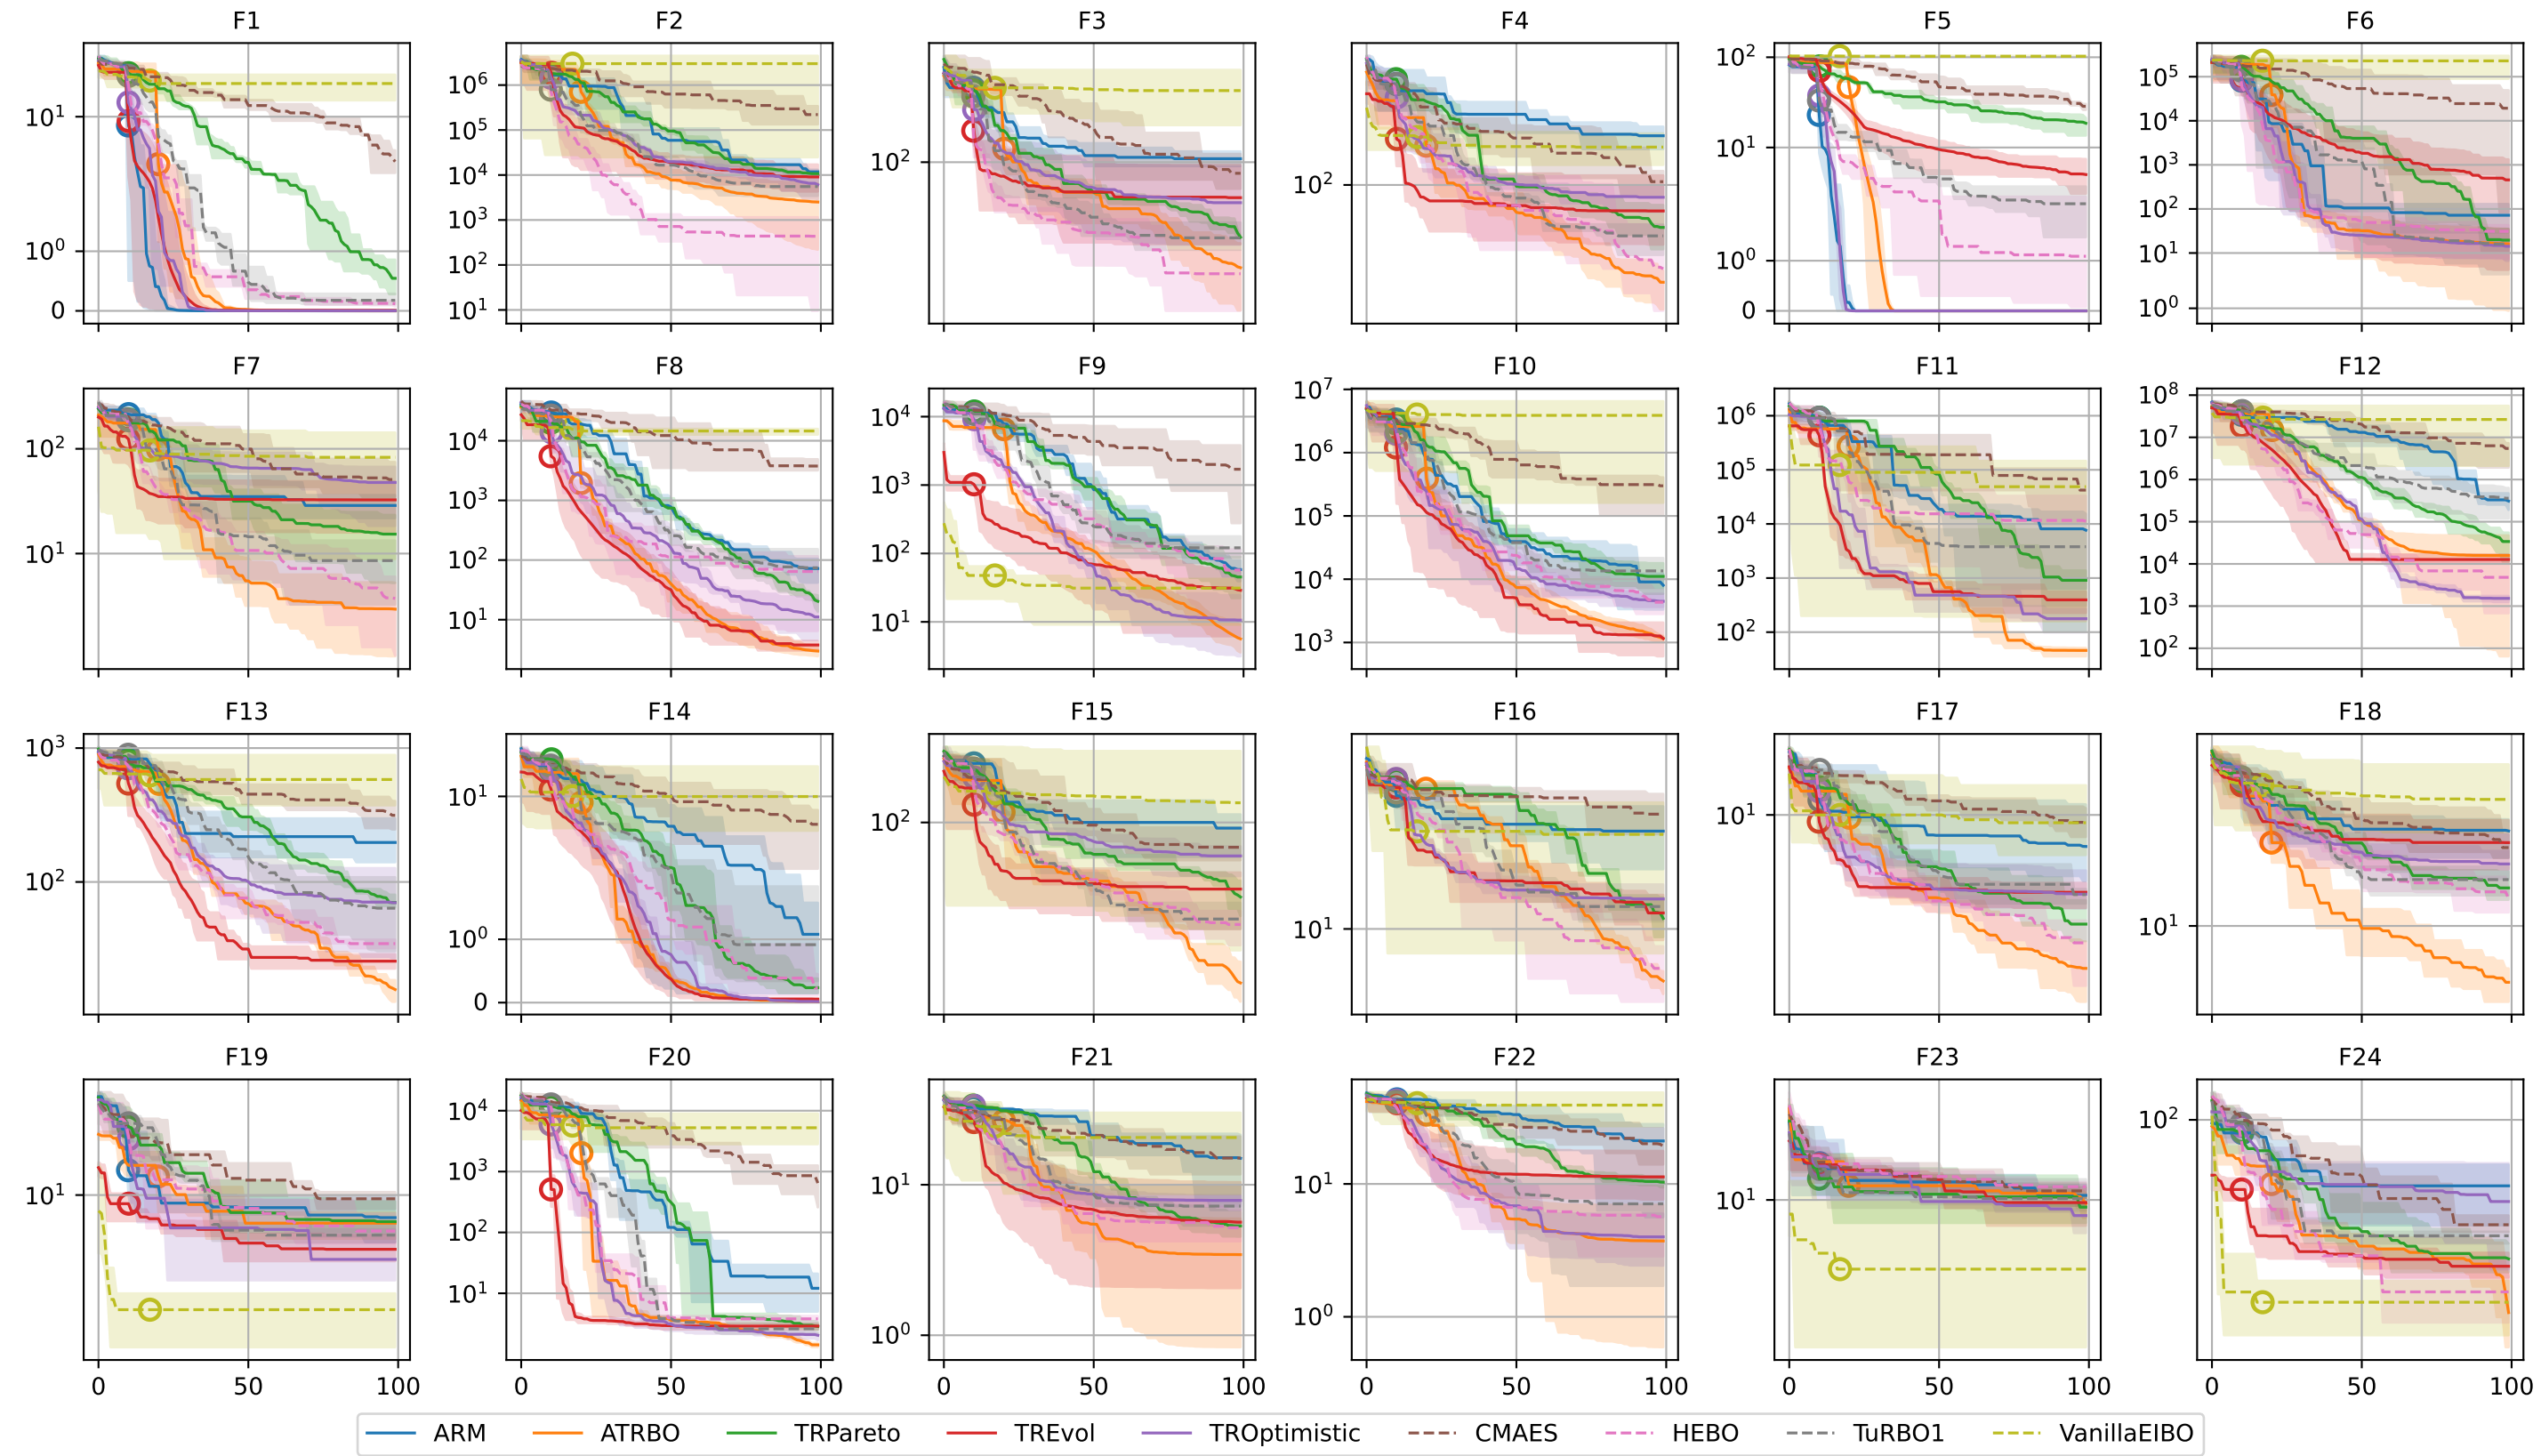 F1 F2 F3 F4 F5 F6
10^1 10^0 0
10^6 10^5 10^4 10^3 10^2 10^1
10^2
10^2
10^2 10^1 10^0 0
10^5 10^4 10^3 10^2 10^1 10^0
F7 F8 F9 F10 F11 F12
10^2 10^1
10^4 10^3 10^2 10^1
10^4 10^3 10^2 10^1
10^7 10^6 10^5 10^4 10^3
10^6 10^5 10^4 10^3 10^2
10^8 10^7 10^6 10^5 10^4 10^3 10^2
F13 F14 F15 F16 F17 F18
10^3 10^2
10^1 10^0 0
10^2
10^1
10^1
10^1
F19 F20 F21 F22 F23 F24
10^1
10^4 10^3 10^2 10^1
10^1 10^0
10^1 10^0
10^1
10^2
0 50 100 0 50 100 0 50 100 0 50 100 0 50 100 0 50 100
ARM ATRBO TRPareto TREvol TROptimistic CMAES HEBO TuRBO1 VanillaEIBO